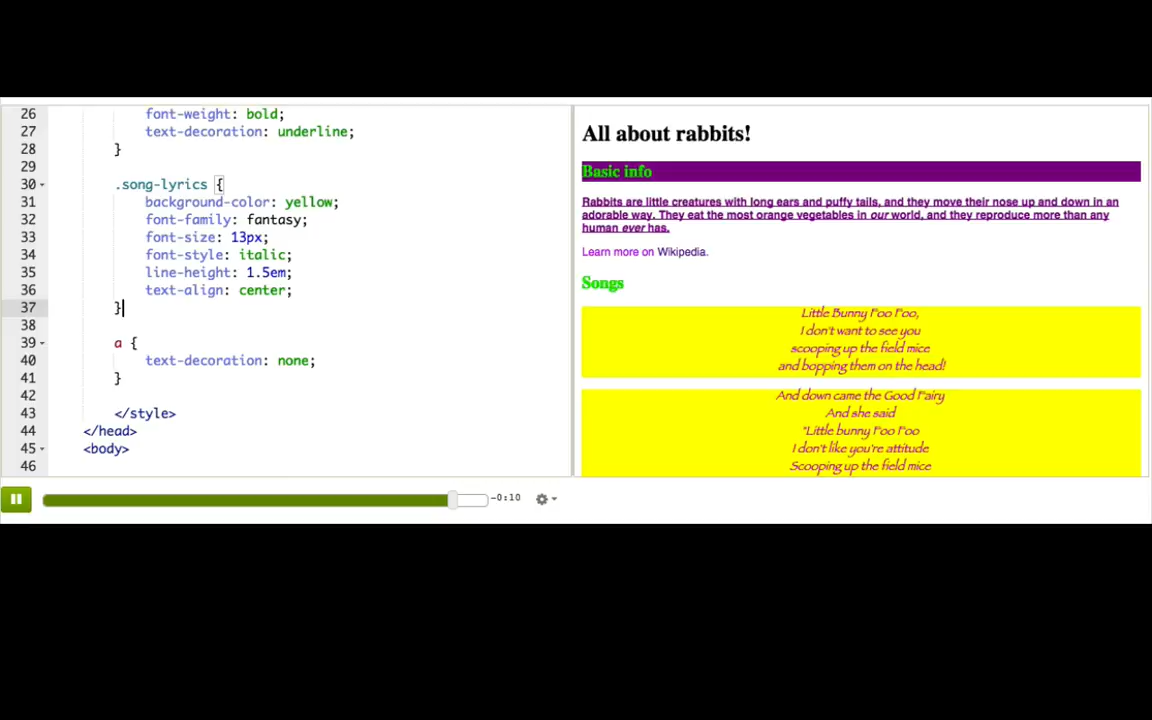 26 font-weight: bold;
27 text-decoration: underline;
28 }
29
30 .song-lyrics {
31 background-color: yellow;
32 font-family: fantasy;
33 font-size: 13px;
34 font-style: italic;
35 line-height: 1.5em;
36 text-align: center;
37 }
38
39 a {
40 text-decoration: none;
41 }
42
43 </style>
44 </head>
45 <body>
46
All about rabbits!
Basic info
Rabbits are little creatures with long ears and puffy tails, and they move their nose up and down in an
adorable way. They eat the most orange vegetables in our world, and they reproduce more than any
human ever has.
Learn more on Wikipedia.
Songs
Little Bunny Foo Foo,
I don't want to see you
scooping up the field mice
and bopping them on the head!
And down came the Good Fairy
And she said
"Little bunny Foo Foo
I don't like you're attitude
Scooping up the field mice
-0:10